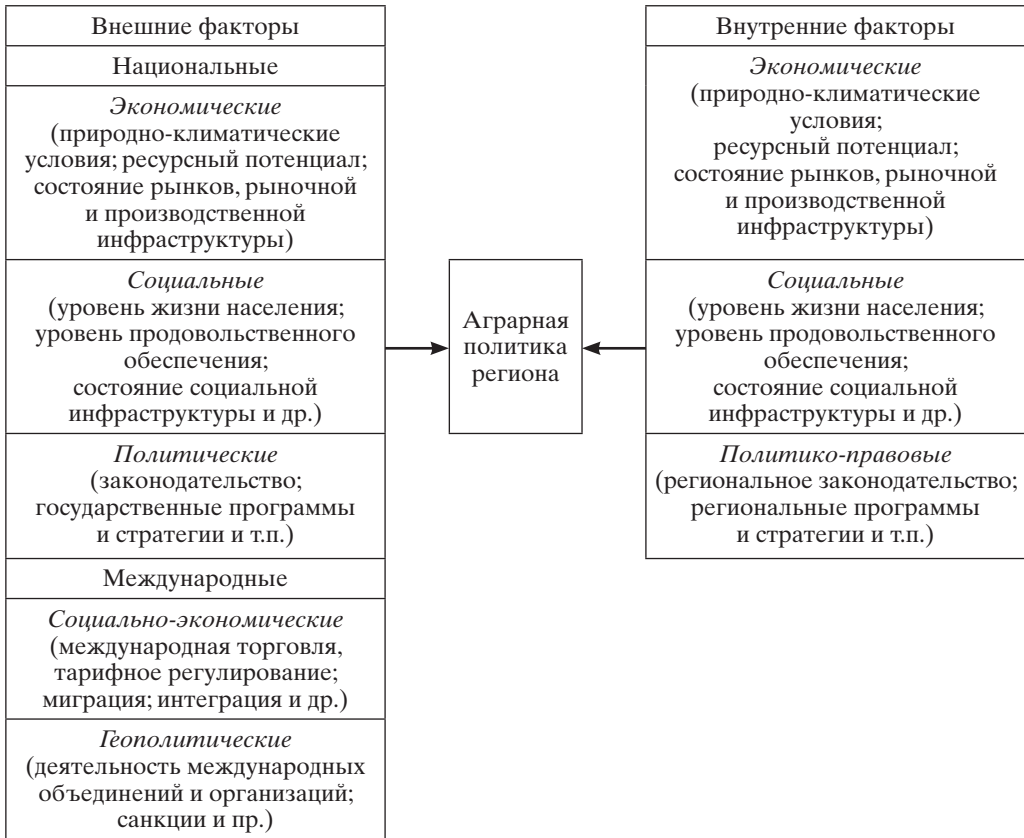 Внешние факторы
Национальные
Экономические
(природно-климатические
условия; ресурсный потенциал;
состояние рынков, рыночной
и производственной
инфраструктуры)
Социальные
(уровень жизни населения;
уровень продовольственного
обеспечения;
состояние социальной
инфраструктуры и др.)
Политические
(законодательство;
государственные программы
и стратегии и т.п.)
Международные
Социально-экономические
(международная торговля,
тарифное регулирование;
миграция; интеграция и др.)
Геополитические
(деятельность международных
объединений и организаций;
санкции и пр.)
Аграрная
политика
региона
Внутренние факторы
Экономические
(природно-климатические
условия;
ресурсный потенциал;
состояние рынков, рыночной
и производственной
инфраструктуры)
Социальные
(уровень жизни населения;
уровень продовольственного
обеспечения;
состояние социальной
инфраструктуры и др.)
Политико-правовые
(региональное законодательство;
региональные программы
и стратегии и т.п.)